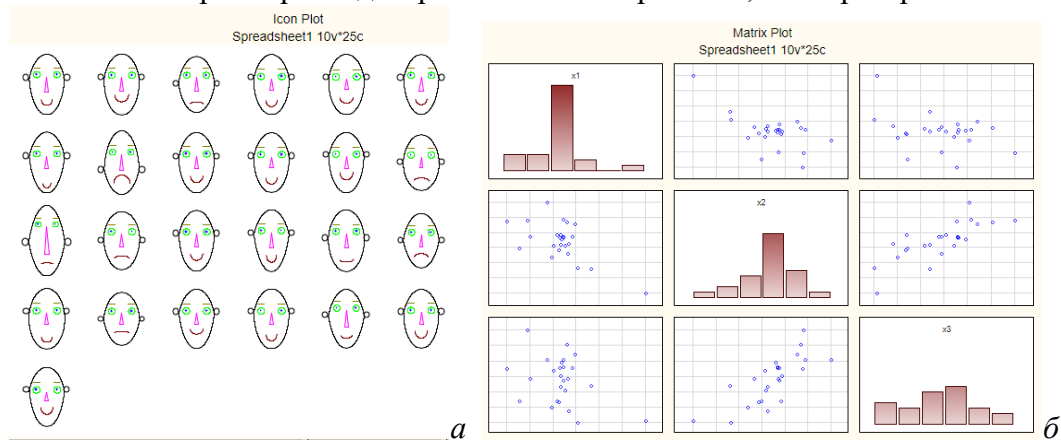 Icon Plot
Spreadsheet1 10v*25c
Matrix Plot
Spreadsheet1 10v*25c
x1
x2
x3
а
б